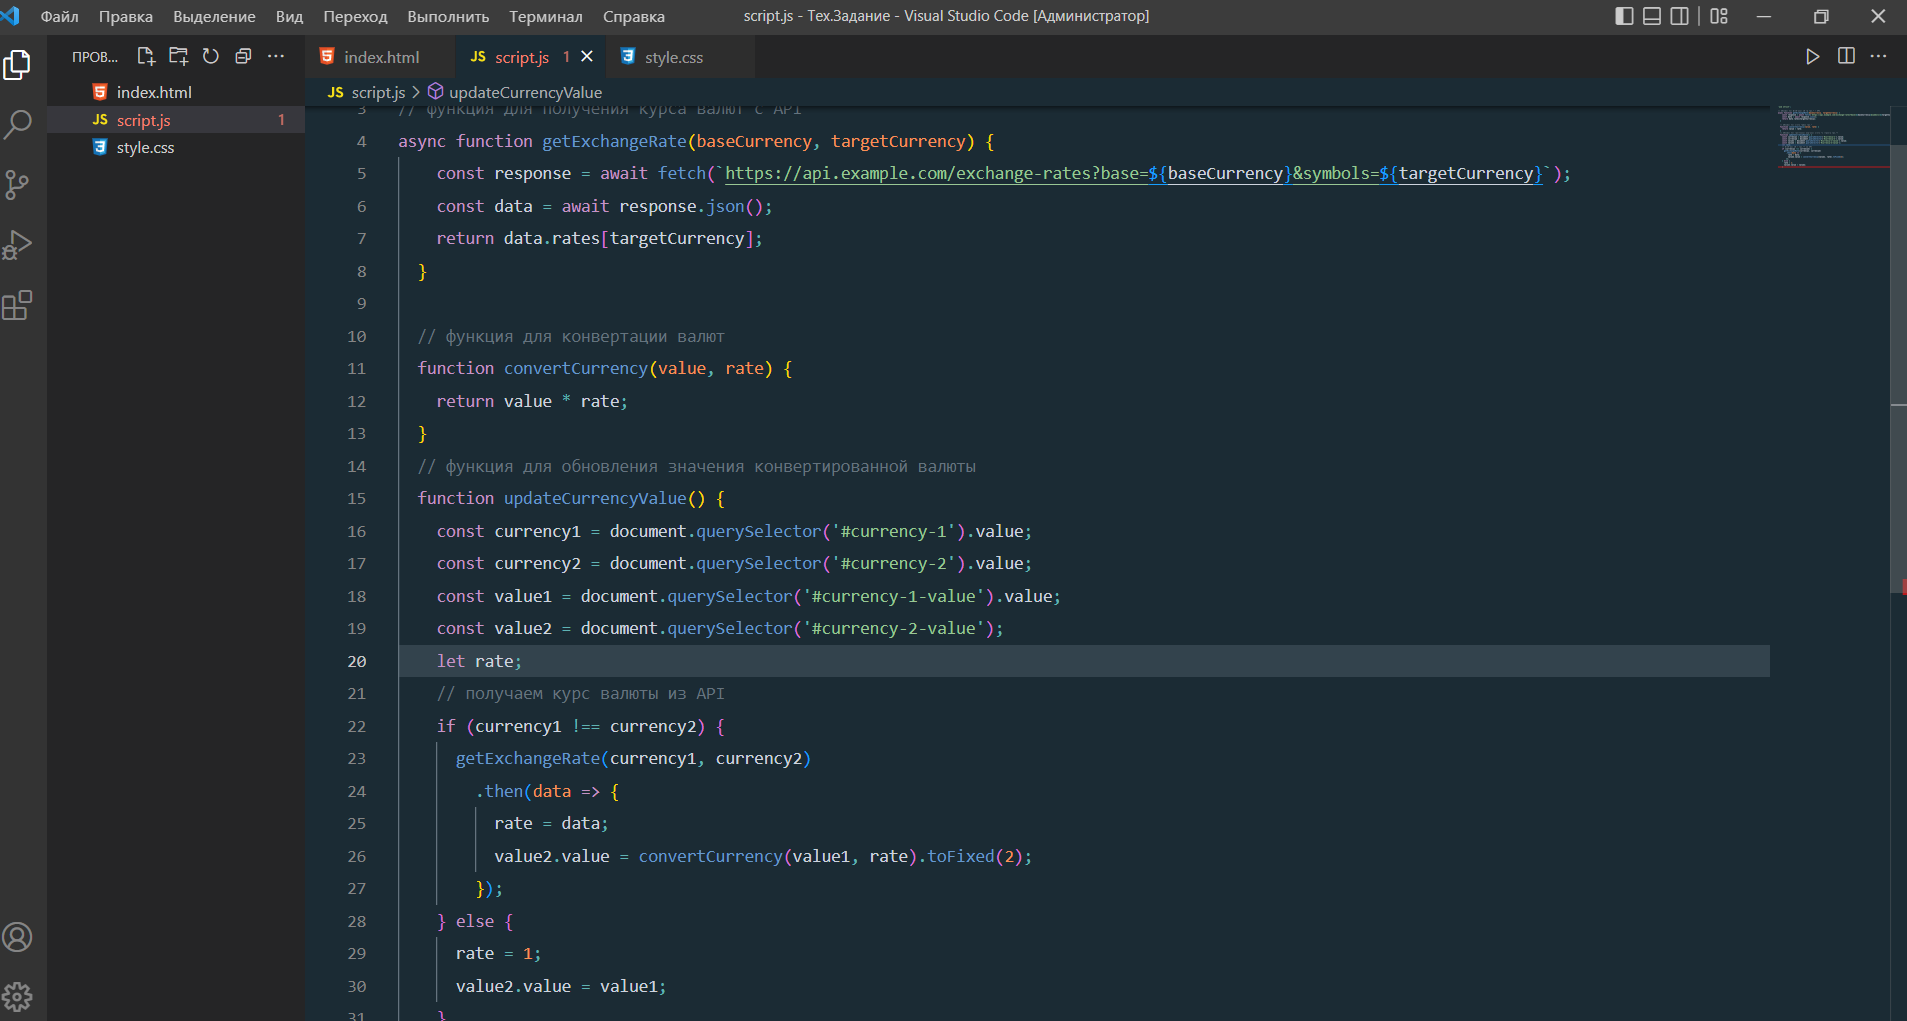 Файл Правка Выделение Вид Переход Выполнить Терминал Справка script.js - Тех.Задание - Visual Studio Code [Администратор]
ПРОВ... index.html JS script.js 1 style.css
index.html
JS script.js 1
style.css
JS script.js > updateCurrencyValue
3 // функция для получения курса валют с API
4 async function getExchangeRate(baseCurrency, targetCurrency) {
5 const response = await fetch(`https://api.example.com/exchange-rates?base=${baseCurrency}&symbols=${targetCurrency}`);
6 const data = await response.json();
7 return data.rates[targetCurrency];
8 }
9
10 // функция для конвертации валют
11 function convertCurrency(value, rate) {
12 return value * rate;
13 }
14 // функция для обновления значения конвертированной валюты
15 function updateCurrencyValue() {
16 const currency1 = document.querySelector('#currency-1').value;
17 const currency2 = document.querySelector('#currency-2').value;
18 const value1 = document.querySelector('#currency-1-value').value;
19 const value2 = document.querySelector('#currency-2-value');
20 let rate;
21 // получаем курс валюты из API
22 if (currency1 !== currency2) {
23 getExchangeRate(currency1, currency2)
24 .then(data => {
25 rate = data;
26 value2.value = convertCurrency(value1, rate).toFixed(2);
27 });
28 } else {
29 rate = 1;
30 value2.value = value1;
31 }